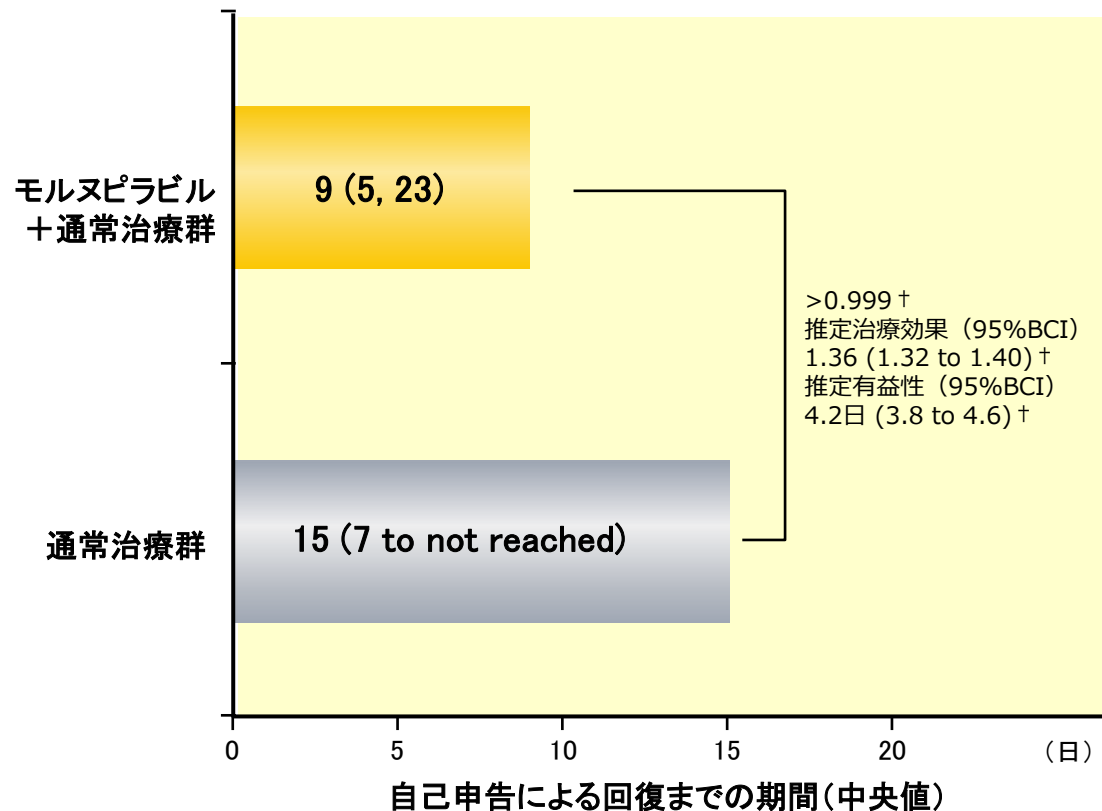 モルヌピラビル
＋通常治療群
9 (5, 23)
>0.999†
推定治療効果（95%BCI）
1.36 (1.32 to 1.40)†
推定有益性（95%BCI）
4.2日 (3.8 to 4.6)†
通常治療群
15 (7 to not reached)
0 5 10 15 20 （日）
自己申告による回復までの期間（中央値）